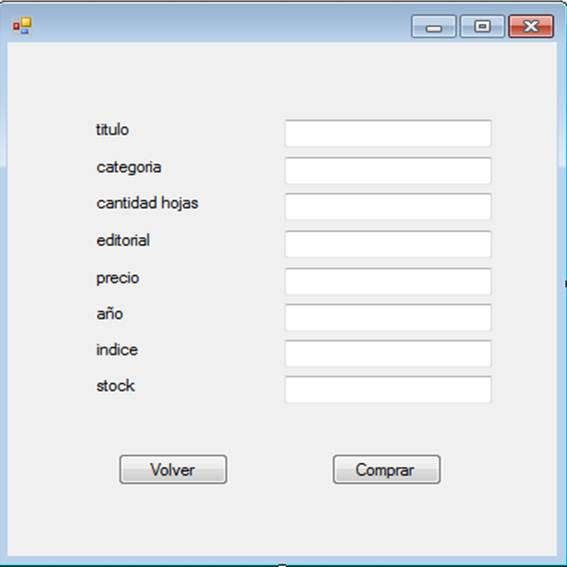 titulo
categoria
cantidad hojas
editorial
precio
año
indice
stock
Volver Comprar